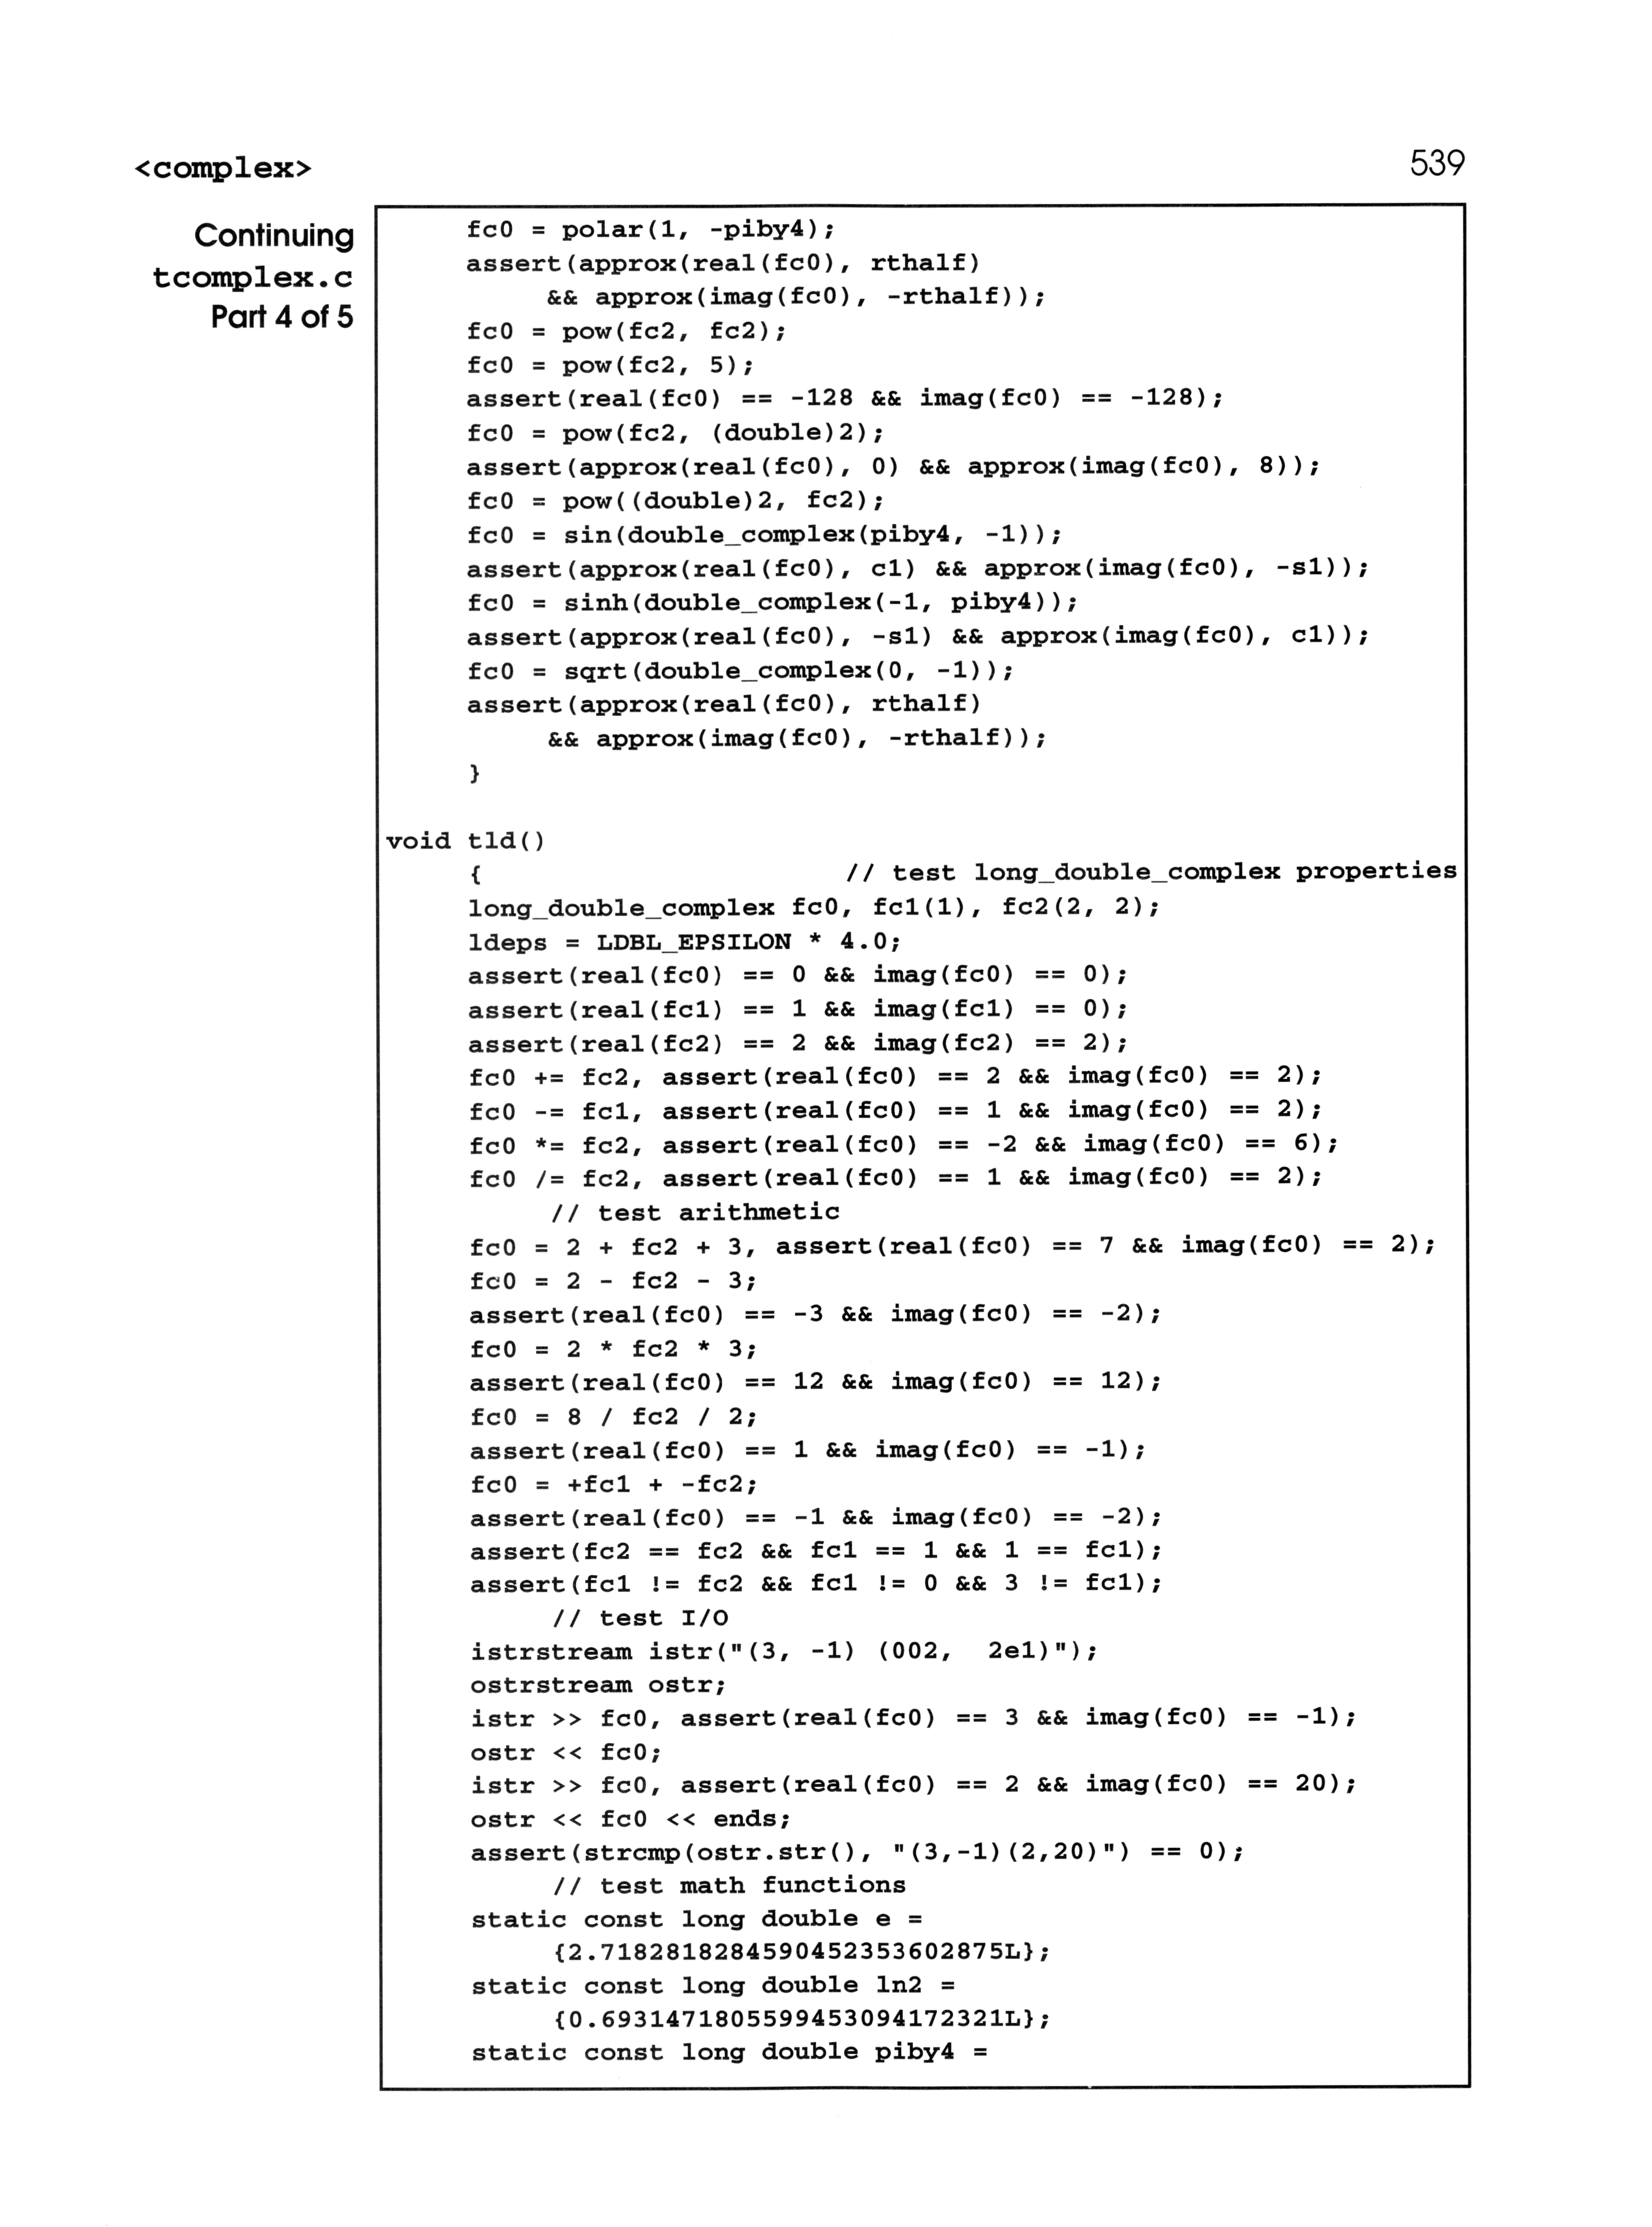 <complex>
539
Continuing
tcomplex.c
Part 4 of 5
fc0 = polar(1, -piby4);
assert(approx(real(fc0), rthalf)
&& approx(imag(fc0), -rthalf));
fc0 = pow(fc2, fc2);
fc0 = pow(fc2, 5);
assert(real(fc0) == -128 && imag(fc0) == -128);
fc0 = pow(fc2, (double)2);
assert(approx(real(fc0), 0) && approx(imag(fc0), 8));
fc0 = pow((double)2, fc2);
fc0 = sin(double_complex(piby4, -1));
assert(approx(real(fc0), c1) && approx(imag(fc0), -s1));
fc0 = sinh(double_complex(-1, piby4));
assert(approx(real(fc0), -s1) && approx(imag(fc0), c1));
fc0 = sqrt(double_complex(0, -1));
assert(approx(real(fc0), rthalf)
&& approx(imag(fc0), -rthalf));
}
void tld()
{ // test long_double_complex properties
long_double_complex fc0, fc1(1), fc2(2, 2);
ldeps = LDBL_EPSILON * 4.0;
assert(real(fc0) == 0 && imag(fc0) == 0);
assert(real(fc1) == 1 && imag(fc1) == 0);
assert(real(fc2) == 2 && imag(fc2) == 2);
fc0 += fc2, assert(real(fc0) == 2 && imag(fc0) == 2);
fc0 -= fc1, assert(real(fc0) == 1 && imag(fc0) == 2);
fc0 *= fc2, assert(real(fc0) == -2 && imag(fc0) == 6);
fc0 /= fc2, assert(real(fc0) == 1 && imag(fc0) == 2);
// test arithmetic
fc0 = 2 + fc2 + 3, assert(real(fc0) == 7 && imag(fc0) == 2);
fc0 = 2 - fc2 - 3;
assert(real(fc0) == -3 && imag(fc0) == -2);
fc0 = 2 * fc2 * 3;
assert(real(fc0) == 12 && imag(fc0) == 12);
fc0 = 8 / fc2 / 2;
assert(real(fc0) == 1 && imag(fc0) == -1);
fc0 = +fc1 + -fc2;
assert(real(fc0) == -1 && imag(fc0) == -2);
assert(fc2 == fc2 && fc1 == 1 && 1 == fc1);
assert(fc1 != fc2 && fc1 != 0 && 3 != fc1);
// test I/O
istrstream istr("(3, -1) (002,  2e1)");
ostrstream ostr;
istr >> fc0, assert(real(fc0) == 3 && imag(fc0) == -1);
ostr << fc0;
istr >> fc0, assert(real(fc0) == 2 && imag(fc0) == 20);
ostr << fc0 << ends;
assert(strcmp(ostr.str(), "(3,-1)(2,20)") == 0);
// test math functions
static const long double e =
{2.7182818284590452353602875L};
static const long double ln2 =
{0.6931471805599453094172321L};
static const long double piby4 =